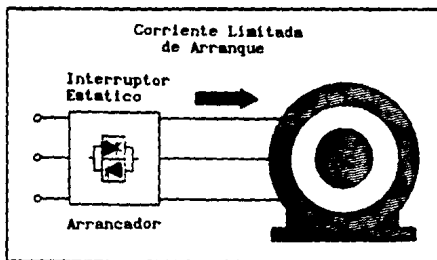 Corriente Limitada
de Arranque
Interruptor
Estatico
Arrancador